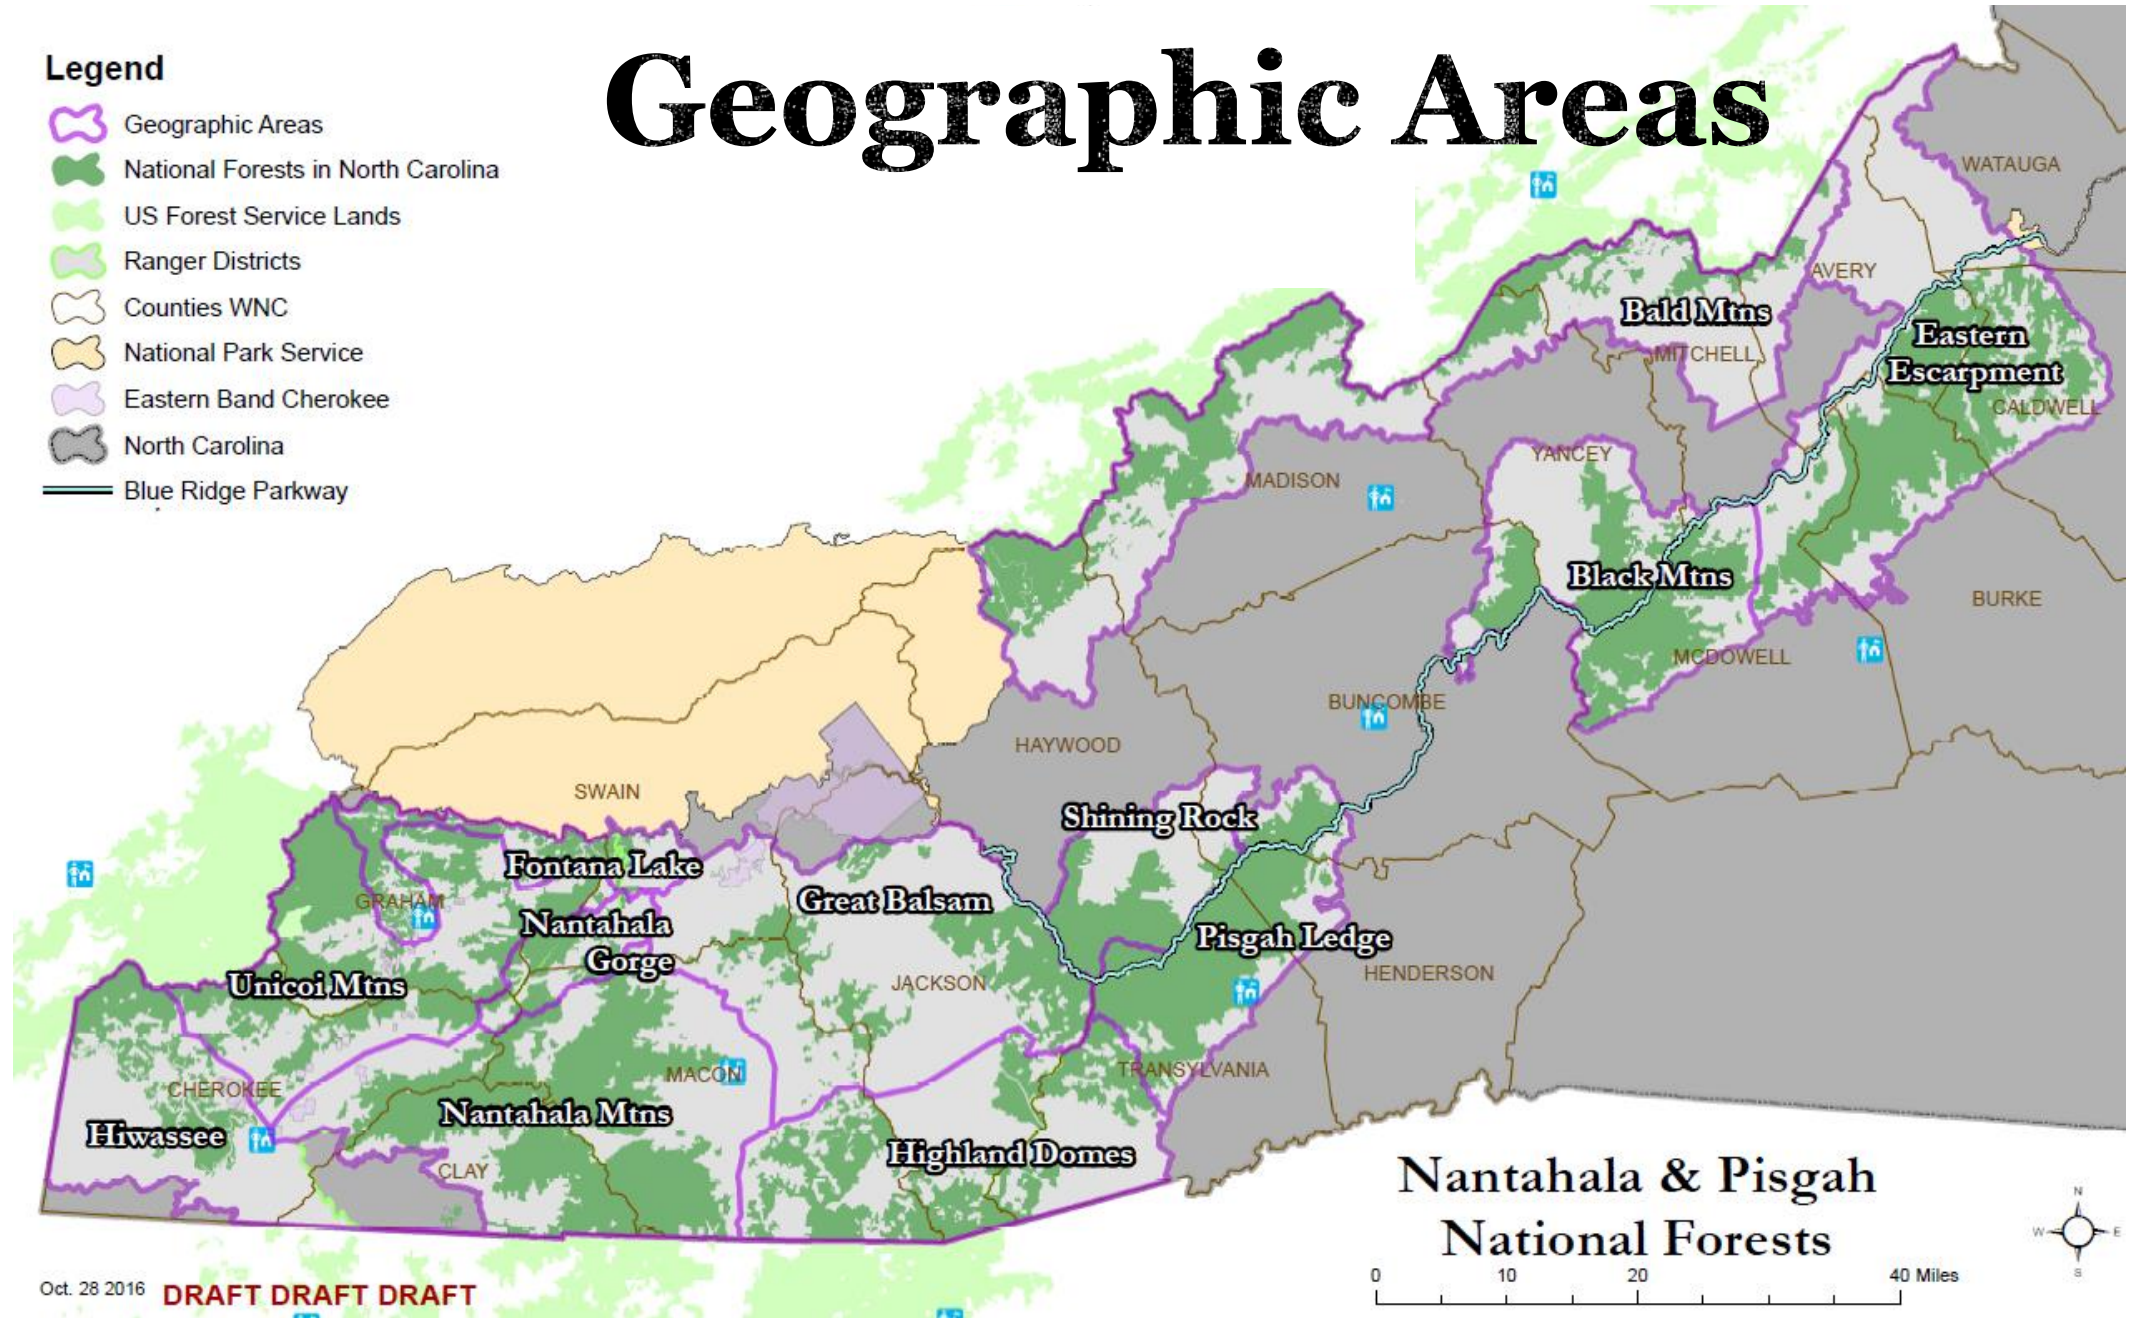 Geographic Areas
Legend
Geographic Areas
National Forests in North Carolina
US Forest Service Lands
Ranger Districts
Counties WNC
National Park Service
Eastern Band Cherokee
North Carolina
Blue Ridge Parkway
WATAUGA
AVERY
Bald Mtns
MITCHELL
Eastern
Escarpment
CALDWELL
YANCEY
MADISON
Black Mtns
BURKE
MCDOWELL
BUNCOMBE
HAYWOOD
SWAIN
Shining Rock
Fontana Lake
GRAHAM
Great Balsam
Nantahala
Gorge
Pisgah Ledge
HENDERSON
Unicoi Mtns
JACKSON
MACON
TRANSYLVANIA
CHEROKEE
Nantahala Mtns
Hiwassee
Highland Domes
CLAY
Nantahala & Pisgah
National Forests
N
W E
S
0 10 20 40 Miles
Oct. 28 2016 DRAFT DRAFT DRAFT